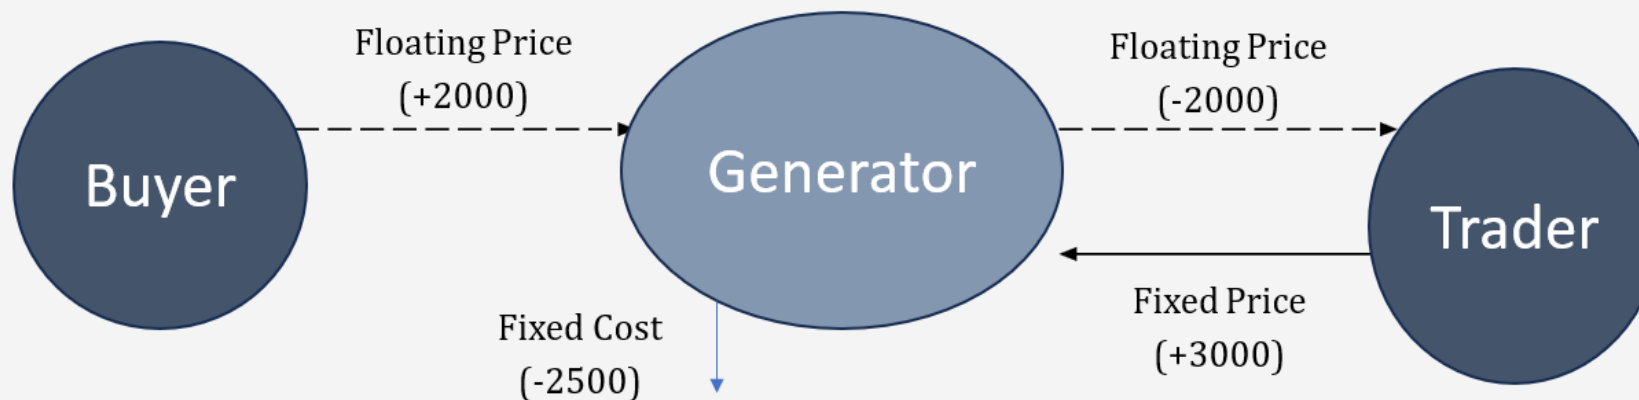 Floating Price
(+2000)
Floating Price
(-2000)
Buyer
Generator
Trader
Fixed Price
(+3000)
Fixed Cost
(-2500)